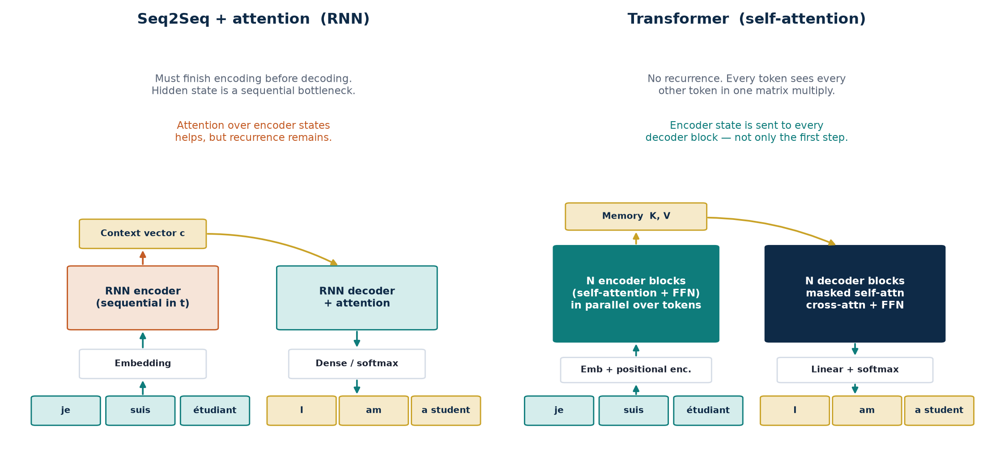 Seq2Seq + attention (RNN)
Must finish encoding before decoding.
Hidden state is a sequential bottleneck.
Attention over encoder states
helps, but recurrence remains.
Context vector c
RNN encoder
(sequential in t)
RNN decoder
+ attention
Embedding
Dense / softmax
je
suis
étudiant
I
am
a student
Transformer (self-attention)
No recurrence. Every token sees every
other token in one matrix multiply.
Encoder state is sent to every
decoder block — not only the first step.
Memory K, V
N encoder blocks
(self-attention + FFN)
in parallel over tokens
N decoder blocks
masked self-attn
cross-attn + FFN
Emb + positional enc.
Linear + softmax
je
suis
étudiant
I
am
a student